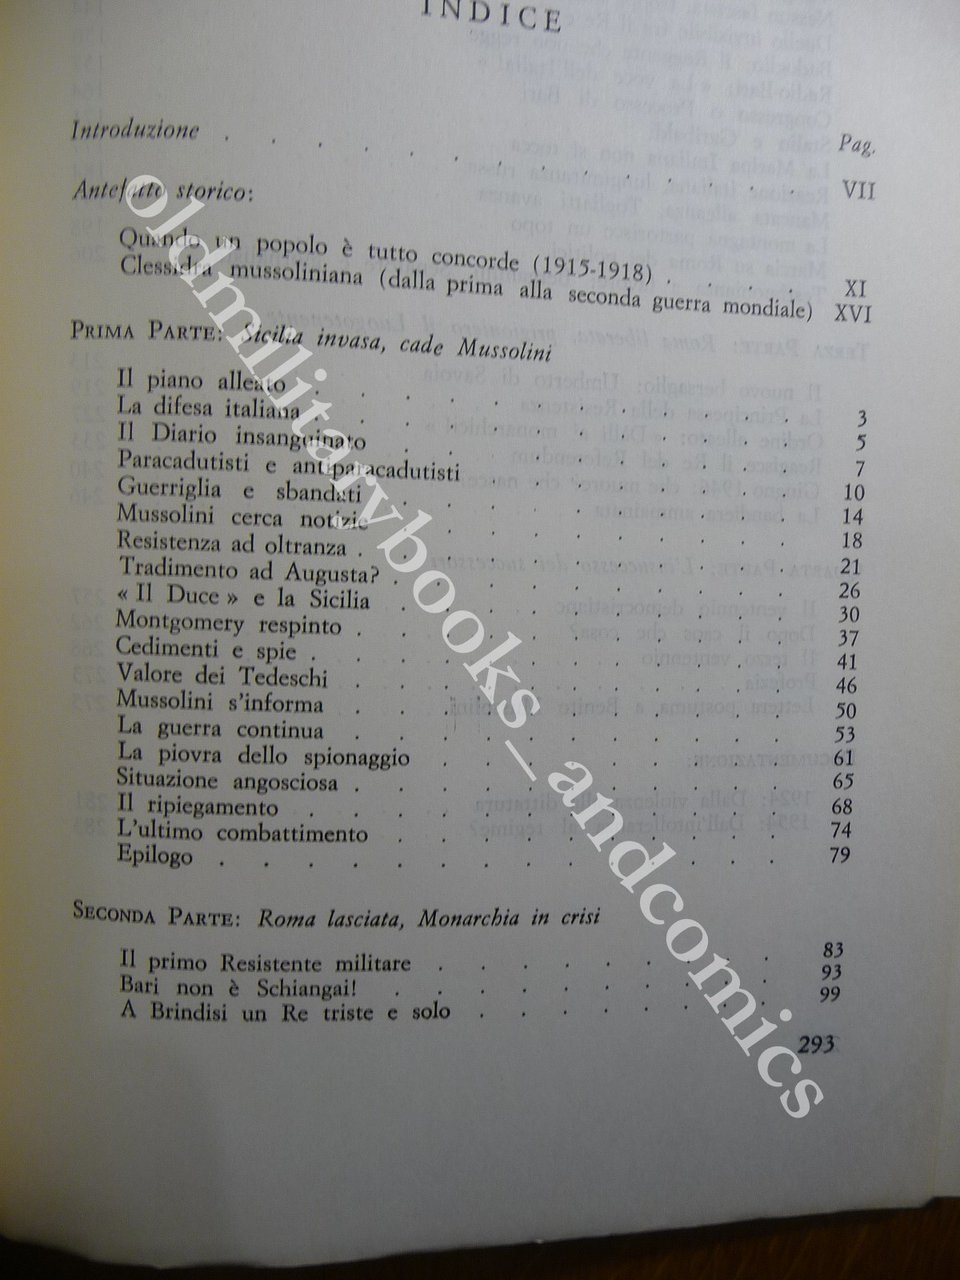 INDICE
Pag.
Introduzione . . . . . . . . . . . . . VII
Antefatto storico:
Quando un popolo è tutto concorde (1915-1918) . . . . XI
Clessidra mussoliniana (dalla prima alla seconda guerra mondiale) XVI
PRIMA PARTE: Sicilia invasa, cade Mussolini
Il piano alleato . . . . . . . . . . . 3
La difesa italiana . . . . . . . . . . . 5
Il Diario insanguinato . . . . . . . . . . 7
Paracadutisti e antiparacadutisti . . . . . . . . 10
Guerriglia e sbandati . . . . . . . . . . 14
Mussolini cerca notizie . . . . . . . . . . 18
Resistenza ad oltranza . . . . . . . . . . 21
Tradimento ad Augusta? . . . . . . . . . . 26
« Il Duce » e la Sicilia . . . . . . . . . . 30
Montgomery respinto . . . . . . . . . . 37
Cedimenti e spie . . . . . . . . . . . 41
Valore dei Tedeschi . . . . . . . . . . 46
Mussolini s'informa . . . . . . . . . . 50
La guerra continua . . . . . . . . . . 53
La piovra dello spionaggio . . . . . . . . . 61
Situazione angosciosa . . . . . . . . . . 65
Il ripiegamento . . . . . . . . . . . 68
L'ultimo combattimento . . . . . . . . . 74
Epilogo . . . . . . . . . . . . . 79
SECONDA PARTE: Roma lasciata, Monarchia in crisi
Il primo Resistente militare . . . . . . . . 83
Bari non è Schiangai! . . . . . . . . . 93
A Brindisi un Re triste e solo . . . . . . . 99
293
oldmilitarybooks_andcomics